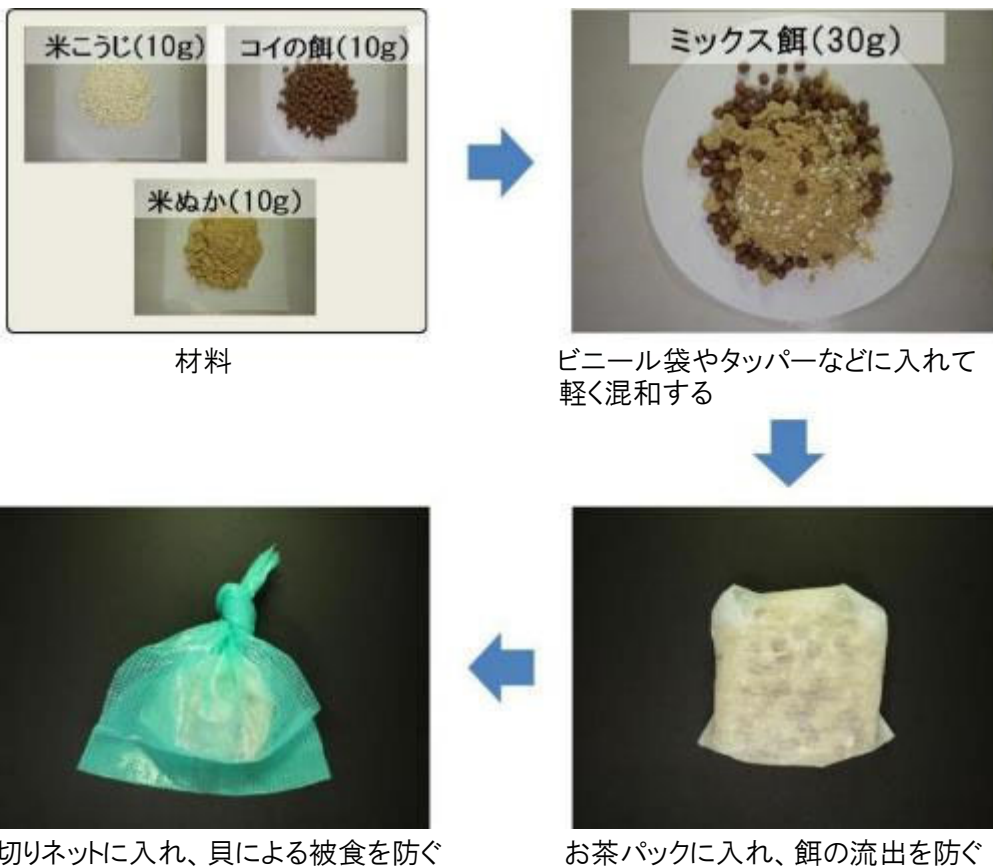 米こうじ(10g)
コイの餌(10g)
米ぬか(10g)
材料
ミックス餌(30g)
ビニール袋やタッパーなどに入れて
軽く混和する
お茶パックに入れ、餌の流出を防ぐ
切りネットに入れ、貝による被食を防ぐ